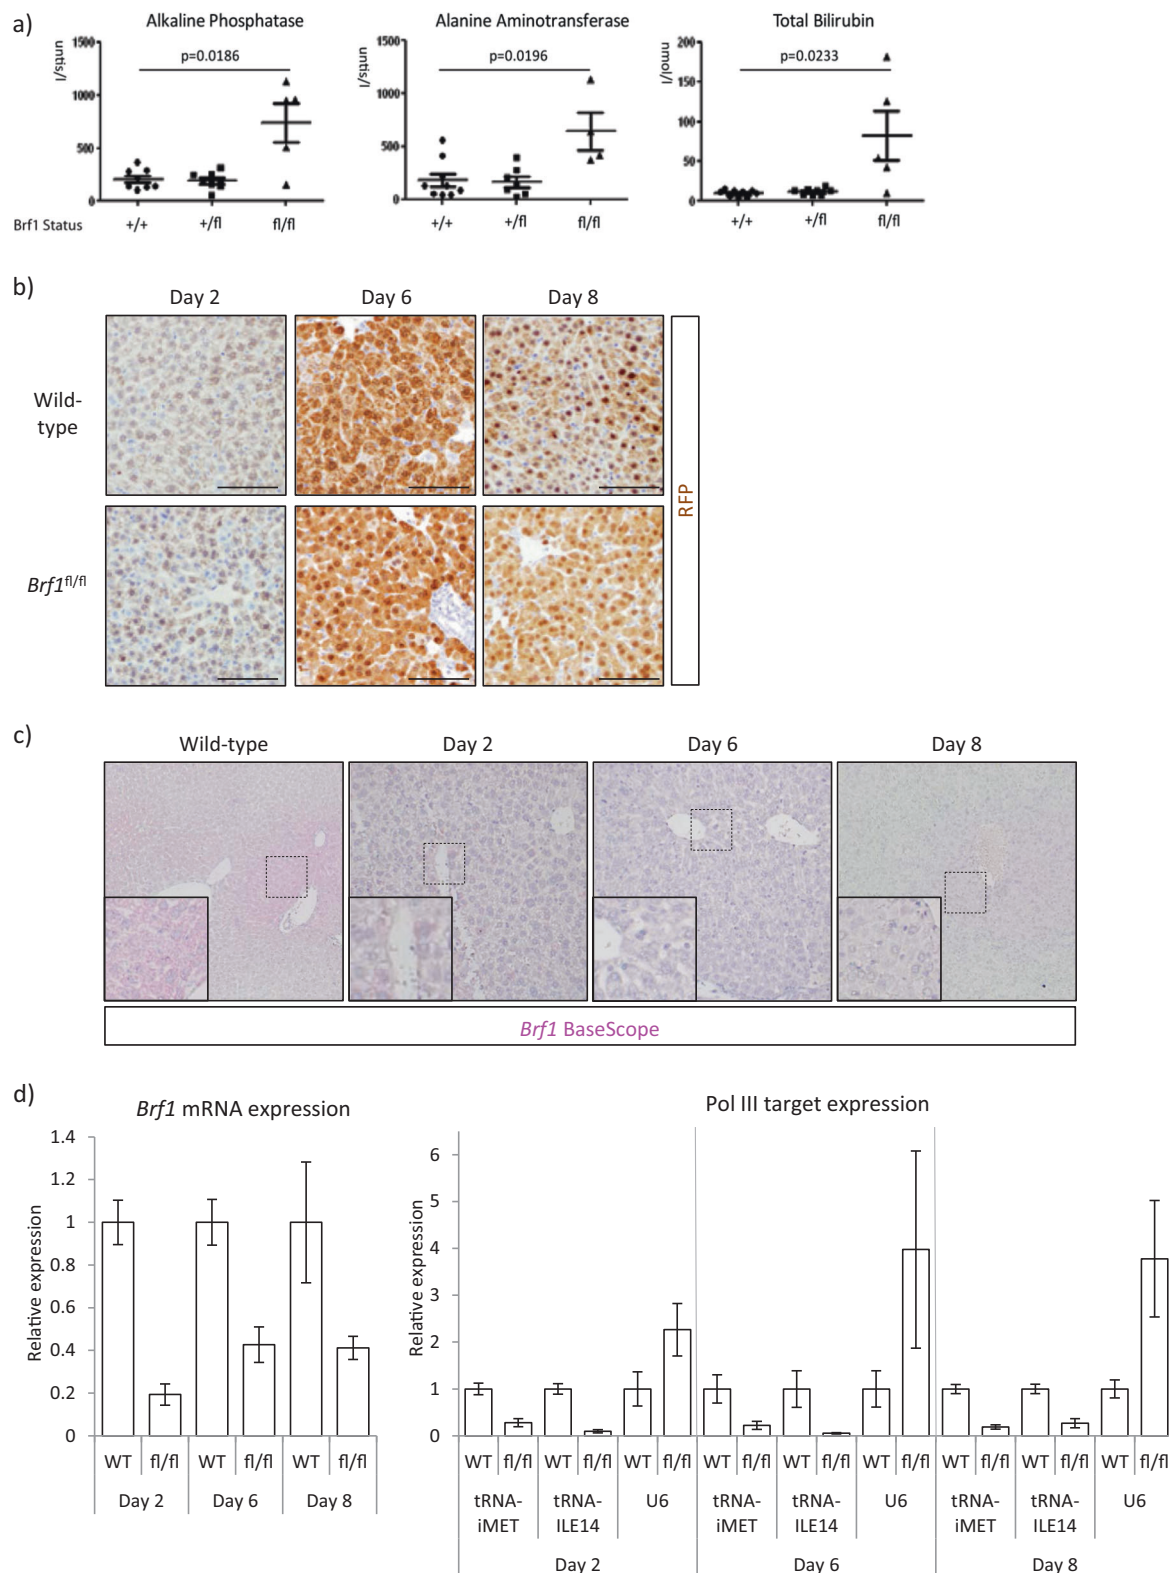 a)
Alkaline Phosphatase
Alanine Aminotransferase
Total Bilirubin
untis/l
1500
1000
500
0
p=0.0186
untis/l
1500
1000
500
0
p=0.0196
nmol/l
200
150
100
50
0
p=0.0233
Brf1 Status
+/+ +/fl fl/fl
+/+ +/fl fl/fl
+/+ +/fl fl/fl
b)
Day 2 Day 6 Day 8
Wild-
type
Brf1fl/fl
RFP
c)
Wild-type Day 2 Day 6 Day 8
Brf1 BaseScope
d)
Brf1 mRNA expression
Relative expression
1.4
1.2
1
0.8
0.6
0.4
0.2
0
WT fl/fl WT fl/fl WT fl/fl
Day 2 Day 6 Day 8
Pol III target expression
Relative expression
6
5
4
3
2
1
0
WT fl/fl WT fl/fl WT fl/fl WT fl/fl WT fl/fl WT fl/fl WT fl/fl WT fl/fl WT fl/fl
tRNA-
iMET
tRNA-
ILE14
U6
tRNA-
iMET
tRNA-
ILE14
U6
tRNA-
iMET
tRNA-
ILE14
U6
Day 2 Day 6 Day 8